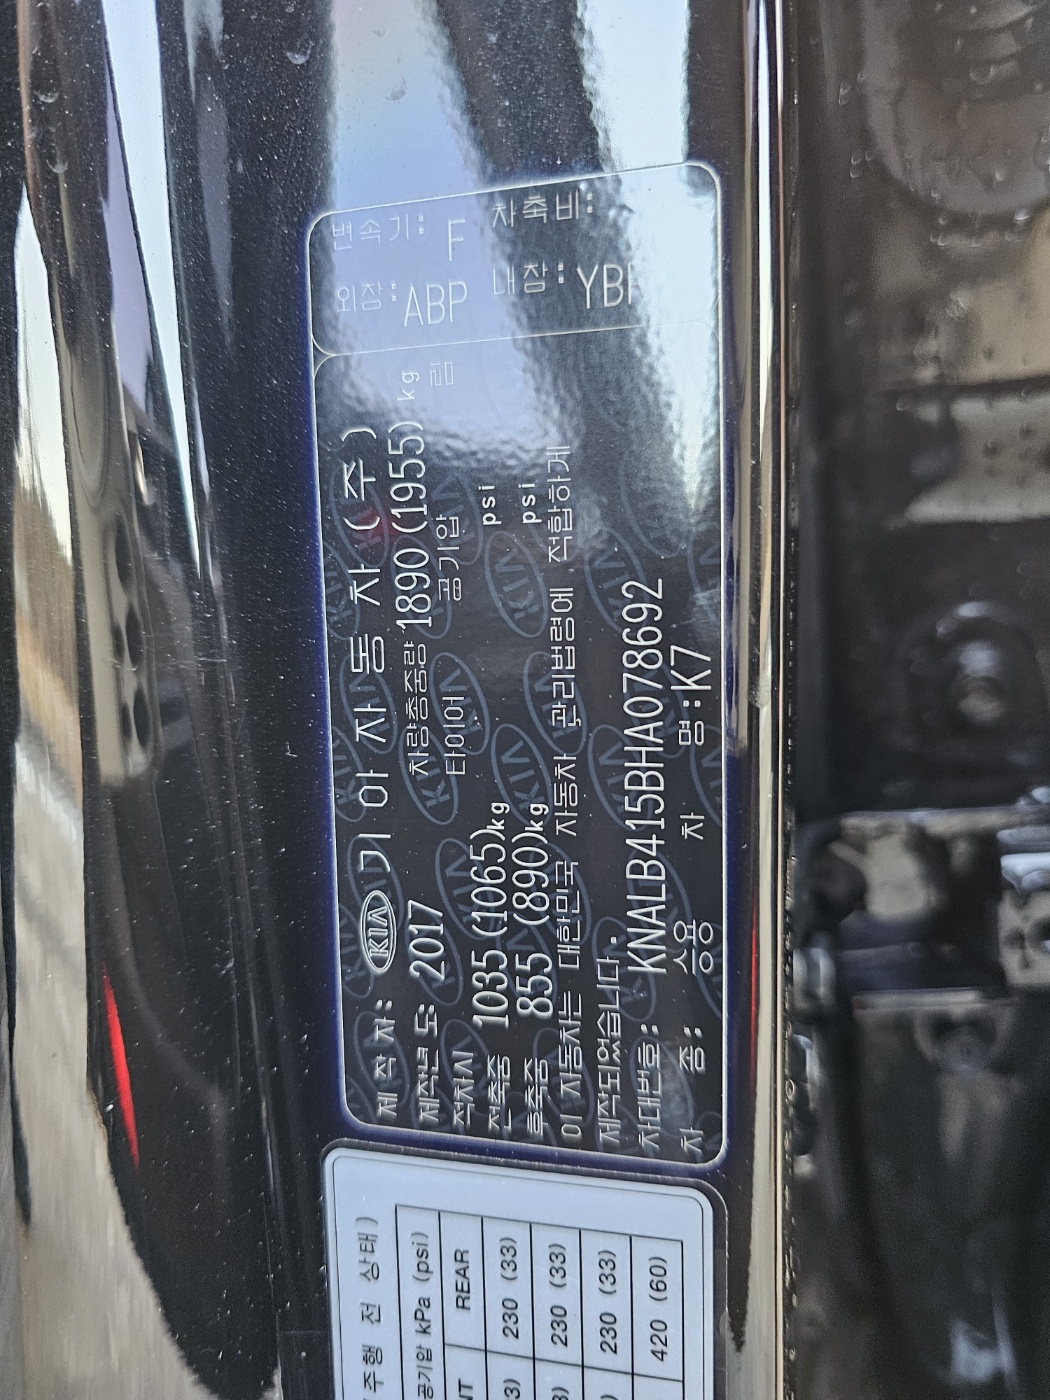 제 작 자: KIA 기 아 자 동 차 (주)
제작년 도: 2017 차량총중량 1890(1955) kg
적차시 타이어 공기압 림
전축중 1035(1065)kg psi
후축중 855(890)kg psi
이 자동차는 대한민국 자동차 관리법령에 적합하게
제작되었습니다.
차대번호: KNALB415BHA078692
차 종: 승용 차 명:K7
변속기: F 차축비:
외장:ABP 내장:YBI
주행 전 상태)
공기압 kPa (psi)
NT REAR
3) 230 (33)
) 230 (33)
) 230 (33)
420 (60)